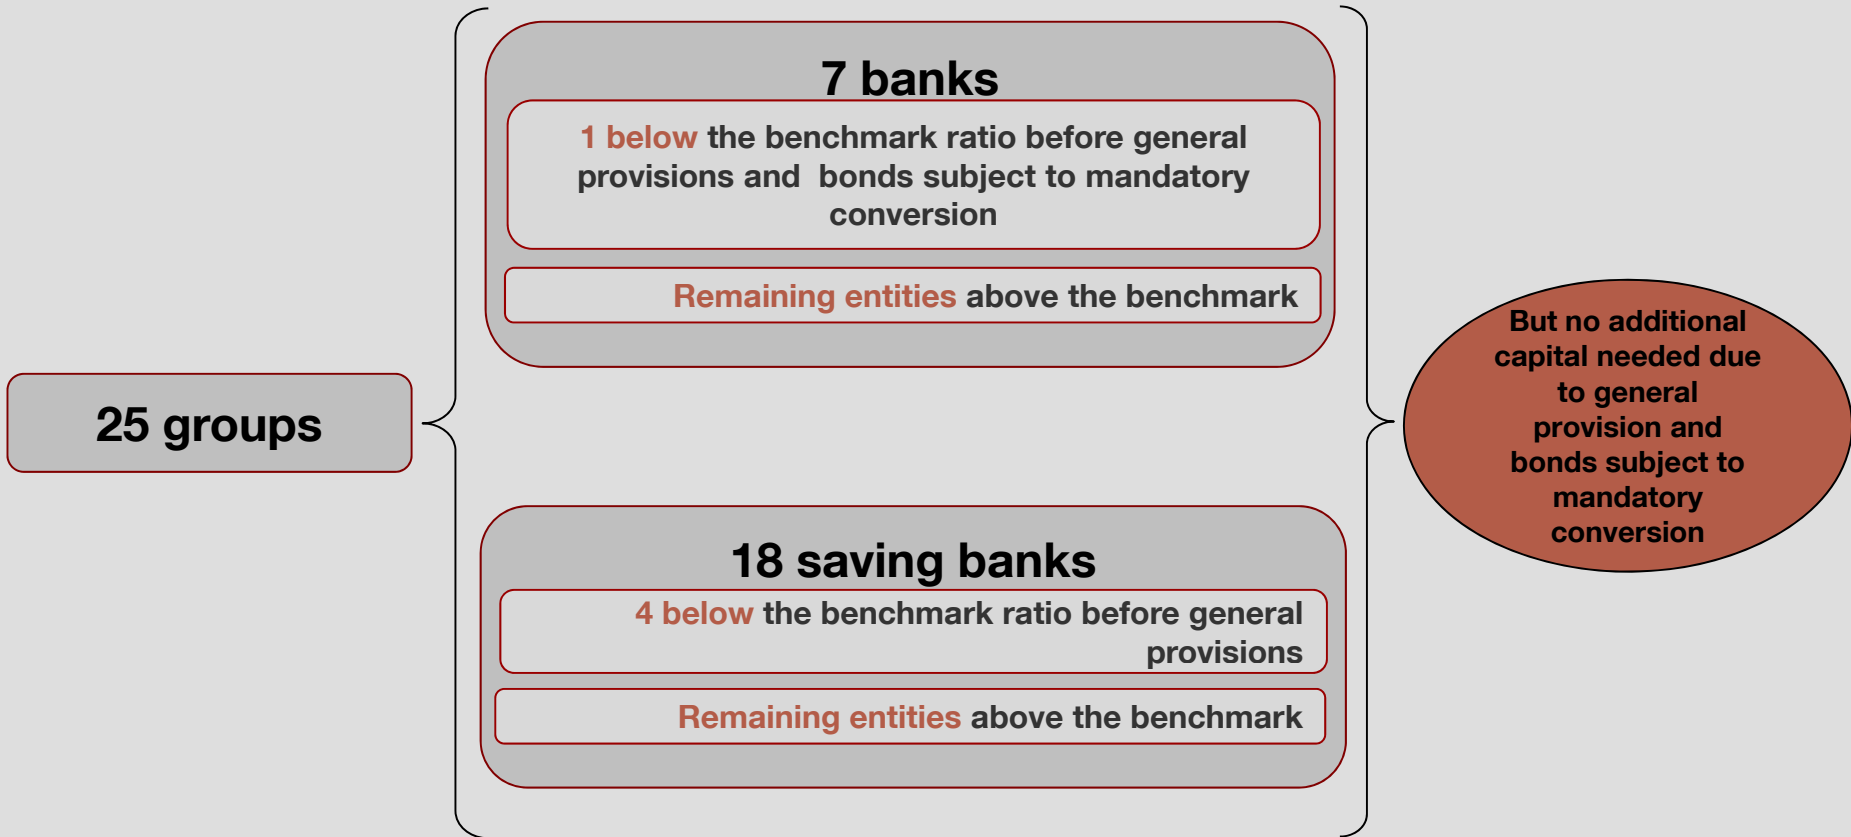 25 groups
7 banks
1 below the benchmark ratio before general
provisions and bonds subject to mandatory
conversion
Remaining entities above the benchmark
18 saving banks
4 below the benchmark ratio before general
provisions
Remaining entities above the benchmark
But no additional
capital needed due
to general
provision and
bonds subject to
mandatory
conversion